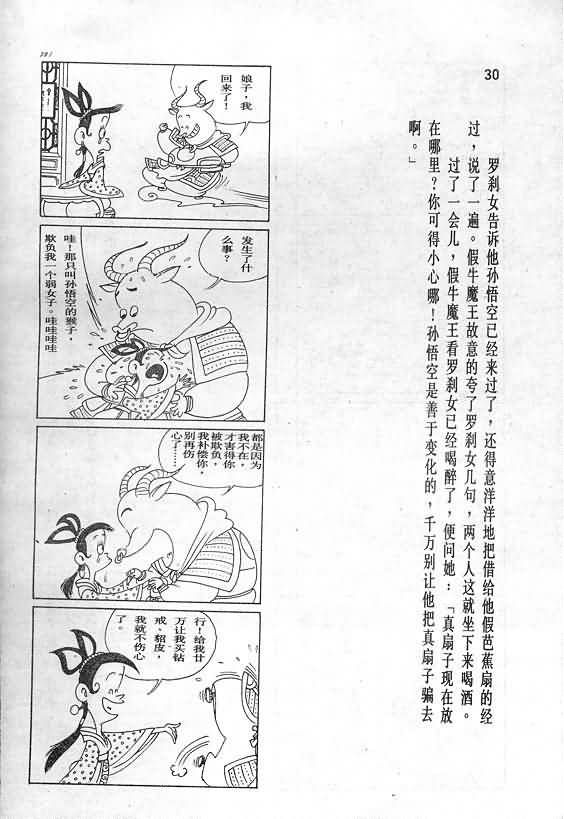 30
罗刹女告诉他孙悟空已经来过了，还得意洋洋地把借给他假芭蕉扇的经
过，说了一遍。假牛魔王故意的夸了罗刹女几句，两个人这就坐下来喝酒。
过了一会儿，假牛魔王看罗刹女已经喝醉了，便问她：「真扇子现在放
在哪里？你可得小心哪！孙悟空是善于变化的，千万别让他把真扇子骗去
啊。」
娘子，我
回来了！
发生了什
么事？
哇！那只叫孙悟空的猴子，
欺负我一个弱女子。哇哇哇哇
都是因为
我不在，
才害得你
被欺负，
我补偿你，
别再伤
心了……
行！给我廿
万让我买钻
戒、貂皮，
我就不伤心
了。